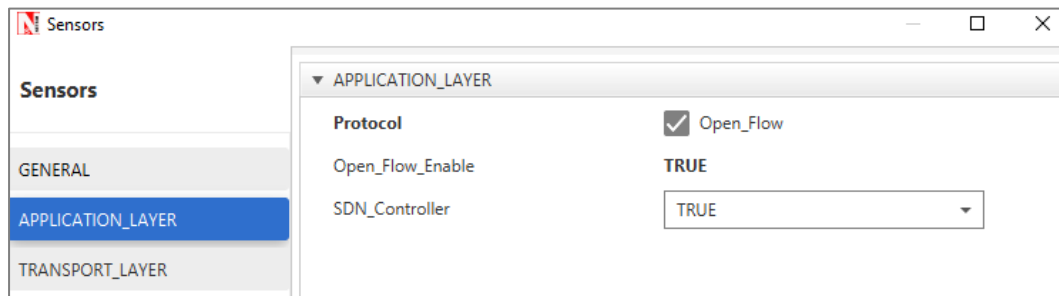 Sensors
Sensors
GENERAL
APPLICATION_LAYER
TRANSPORT_LAYER
APPLICATION_LAYER
Protocol Open_Flow
Open_Flow_Enable TRUE
SDN_Controller TRUE